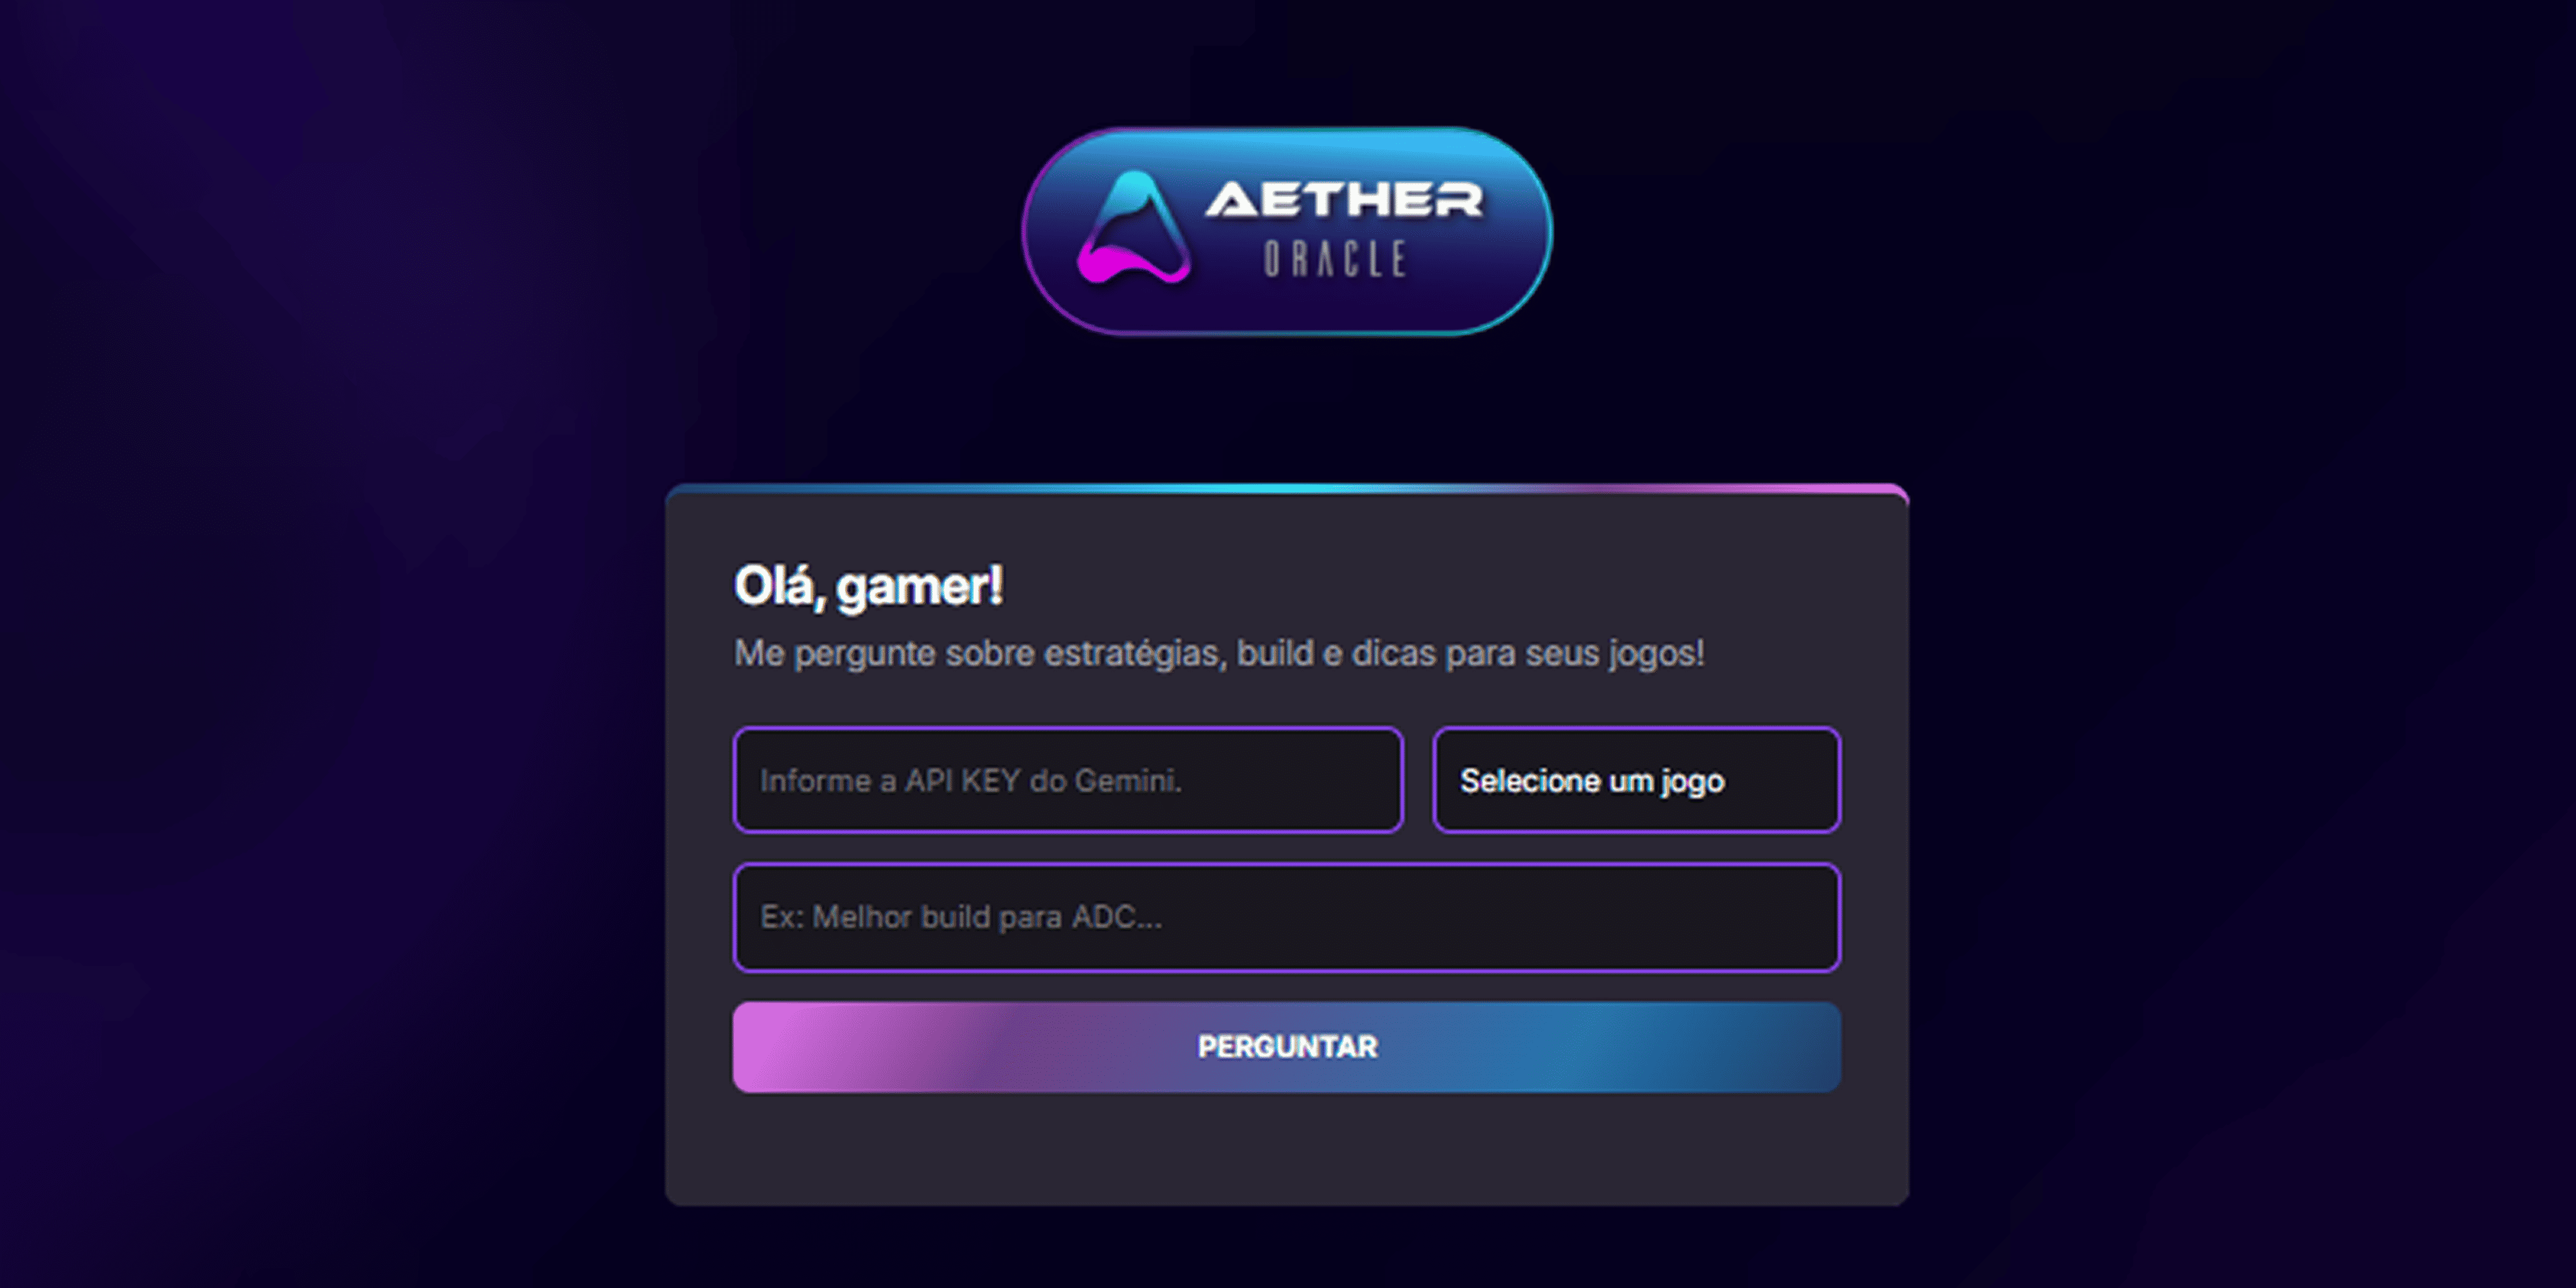 AETHER
ORACLE
Olá, gamer!
Me pergunte sobre estratégias, build e dicas para seus jogos!
Informe a API KEY do Gemini.
Selecione um jogo
Ex: Melhor build para ADC...
PERGUNTAR